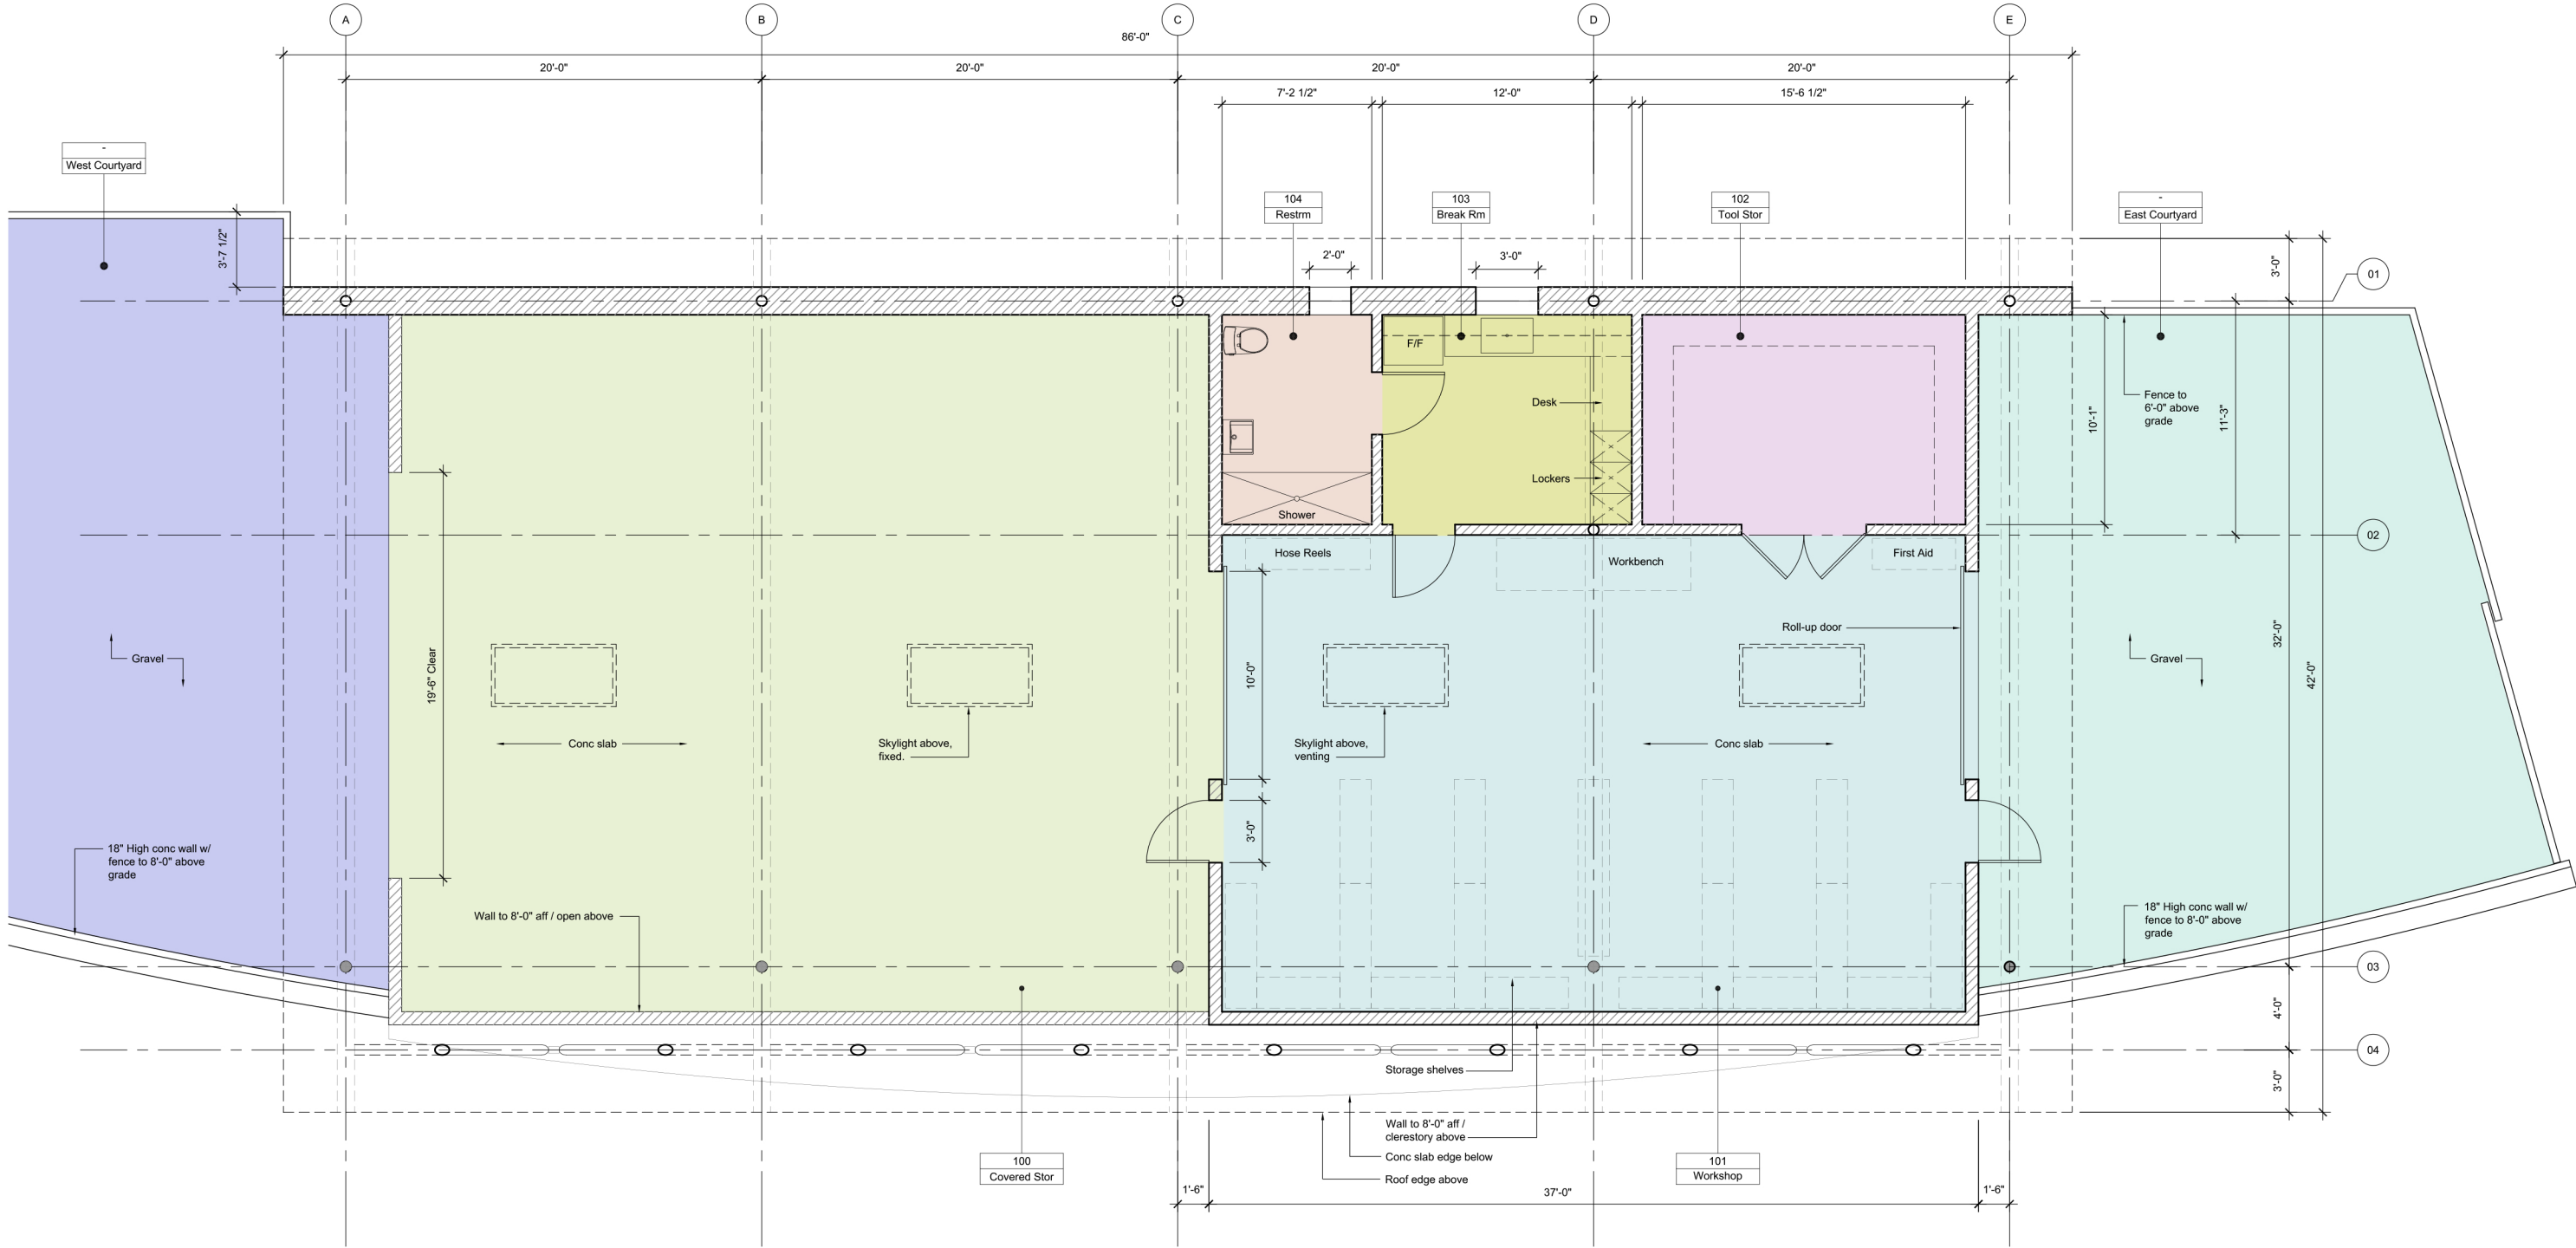 A
B
C
D
E
86'-0"
20'-0"
20'-0"
20'-0"
20'-0"
7'-2 1/2"
12'-0"
15'-6 1/2"
-
West Courtyard
104
Restrm
103
Break Rm
102
Tool Stor
-
East Courtyard
3'-7 1/2"
2'-0"
3'-0"
3'-0"
01
F/F
Desk
Lockers
Shower
Fence to
6'-0" above
grade
10'-1"
11'-3"
02
Hose Reels
Workbench
First Aid
Roll-up door
Gravel
19'-6" Clear
10'-0"
Gravel
32'-0"
42'-0"
Conc slab
Skylight above,
fixed.
Skylight above,
venting
Conc slab
3'-0"
18" High conc wall w/
fence to 8'-0" above
grade
Wall to 8'-0" aff / open above
18" High conc wall w/
fence to 8'-0" above
grade
03
4'-0"
04
Storage shelves
3'-0"
Wall to 8'-0" aff /
clerestory above
Conc slab edge below
Roof edge above
100
Covered Stor
101
Workshop
1'-6"
37'-0"
1'-6"